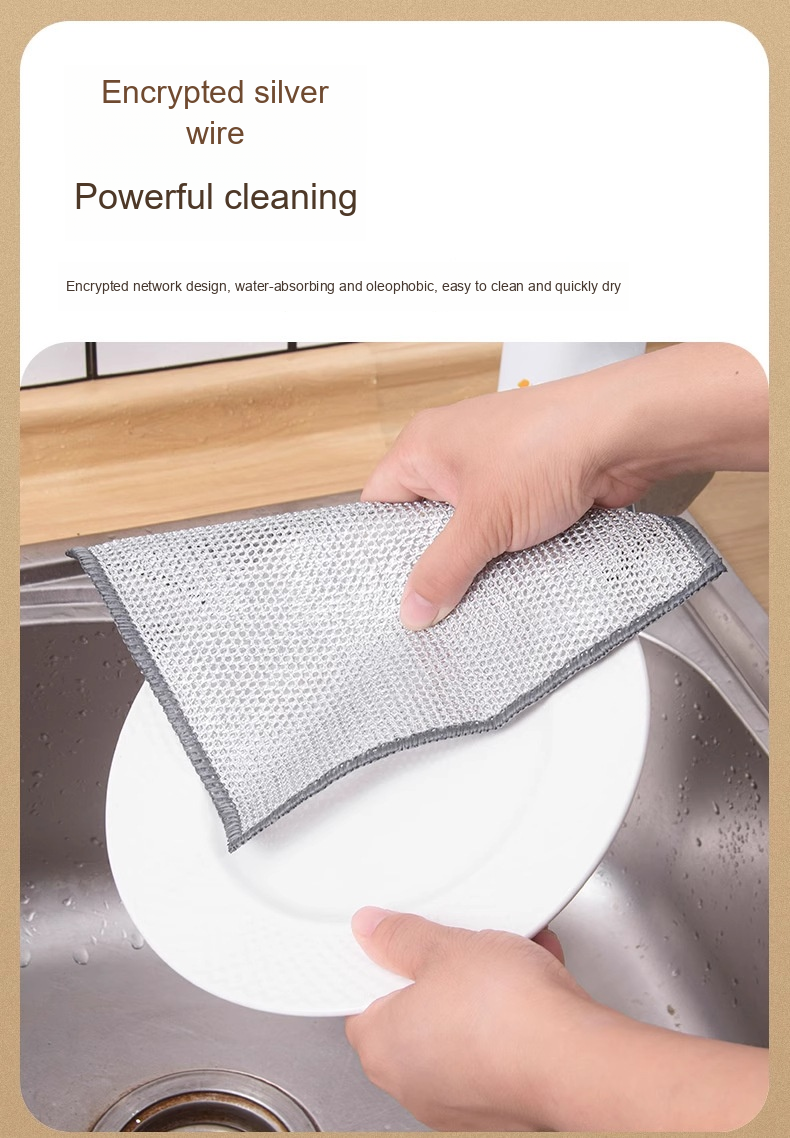 Encrypted silver
wire
Powerful cleaning
Encrypted network design, water-absorbing and oleophobic, easy to clean and quickly dry